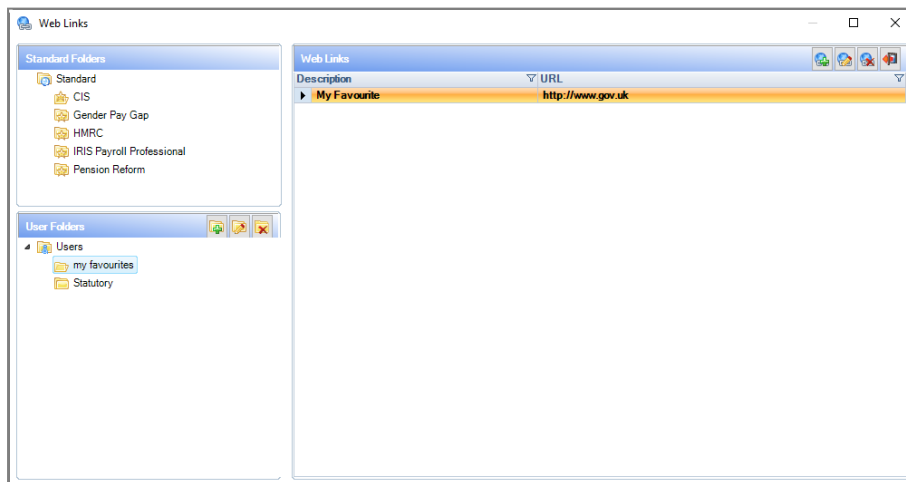 Web Links
Standard Folders
Standard
CIS
Gender Pay Gap
HMRC
IRIS Payroll Professional
Pension Reform
User Folders
Users
my favourites
Statutory
Web Links
Description URL
My Favourite http://www.gov.uk